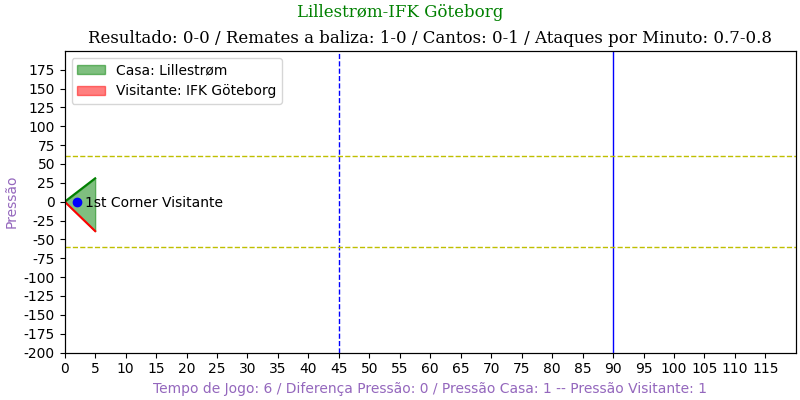 Lillestrøm-IFK Göteborg
Resultado: 0-0 / Remates a baliza: 1-0 / Cantos: 0-1 / Ataques por Minuto: 0.7-0.8
Casa: Lillestrøm
Visitante: IFK Göteborg
Pressão
175
150
125
100
75
50
25
0
-25
-50
-75
-100
-125
-150
-175
-200
1st Corner Visitante
0 5 10 15 20 25 30 35 40 45 50 55 60 65 70 75 80 85 90 95 100 105 110 115
Tempo de Jogo: 6 / Diferença Pressão: 0 / Pressão Casa: 1 -- Pressão Visitante: 1